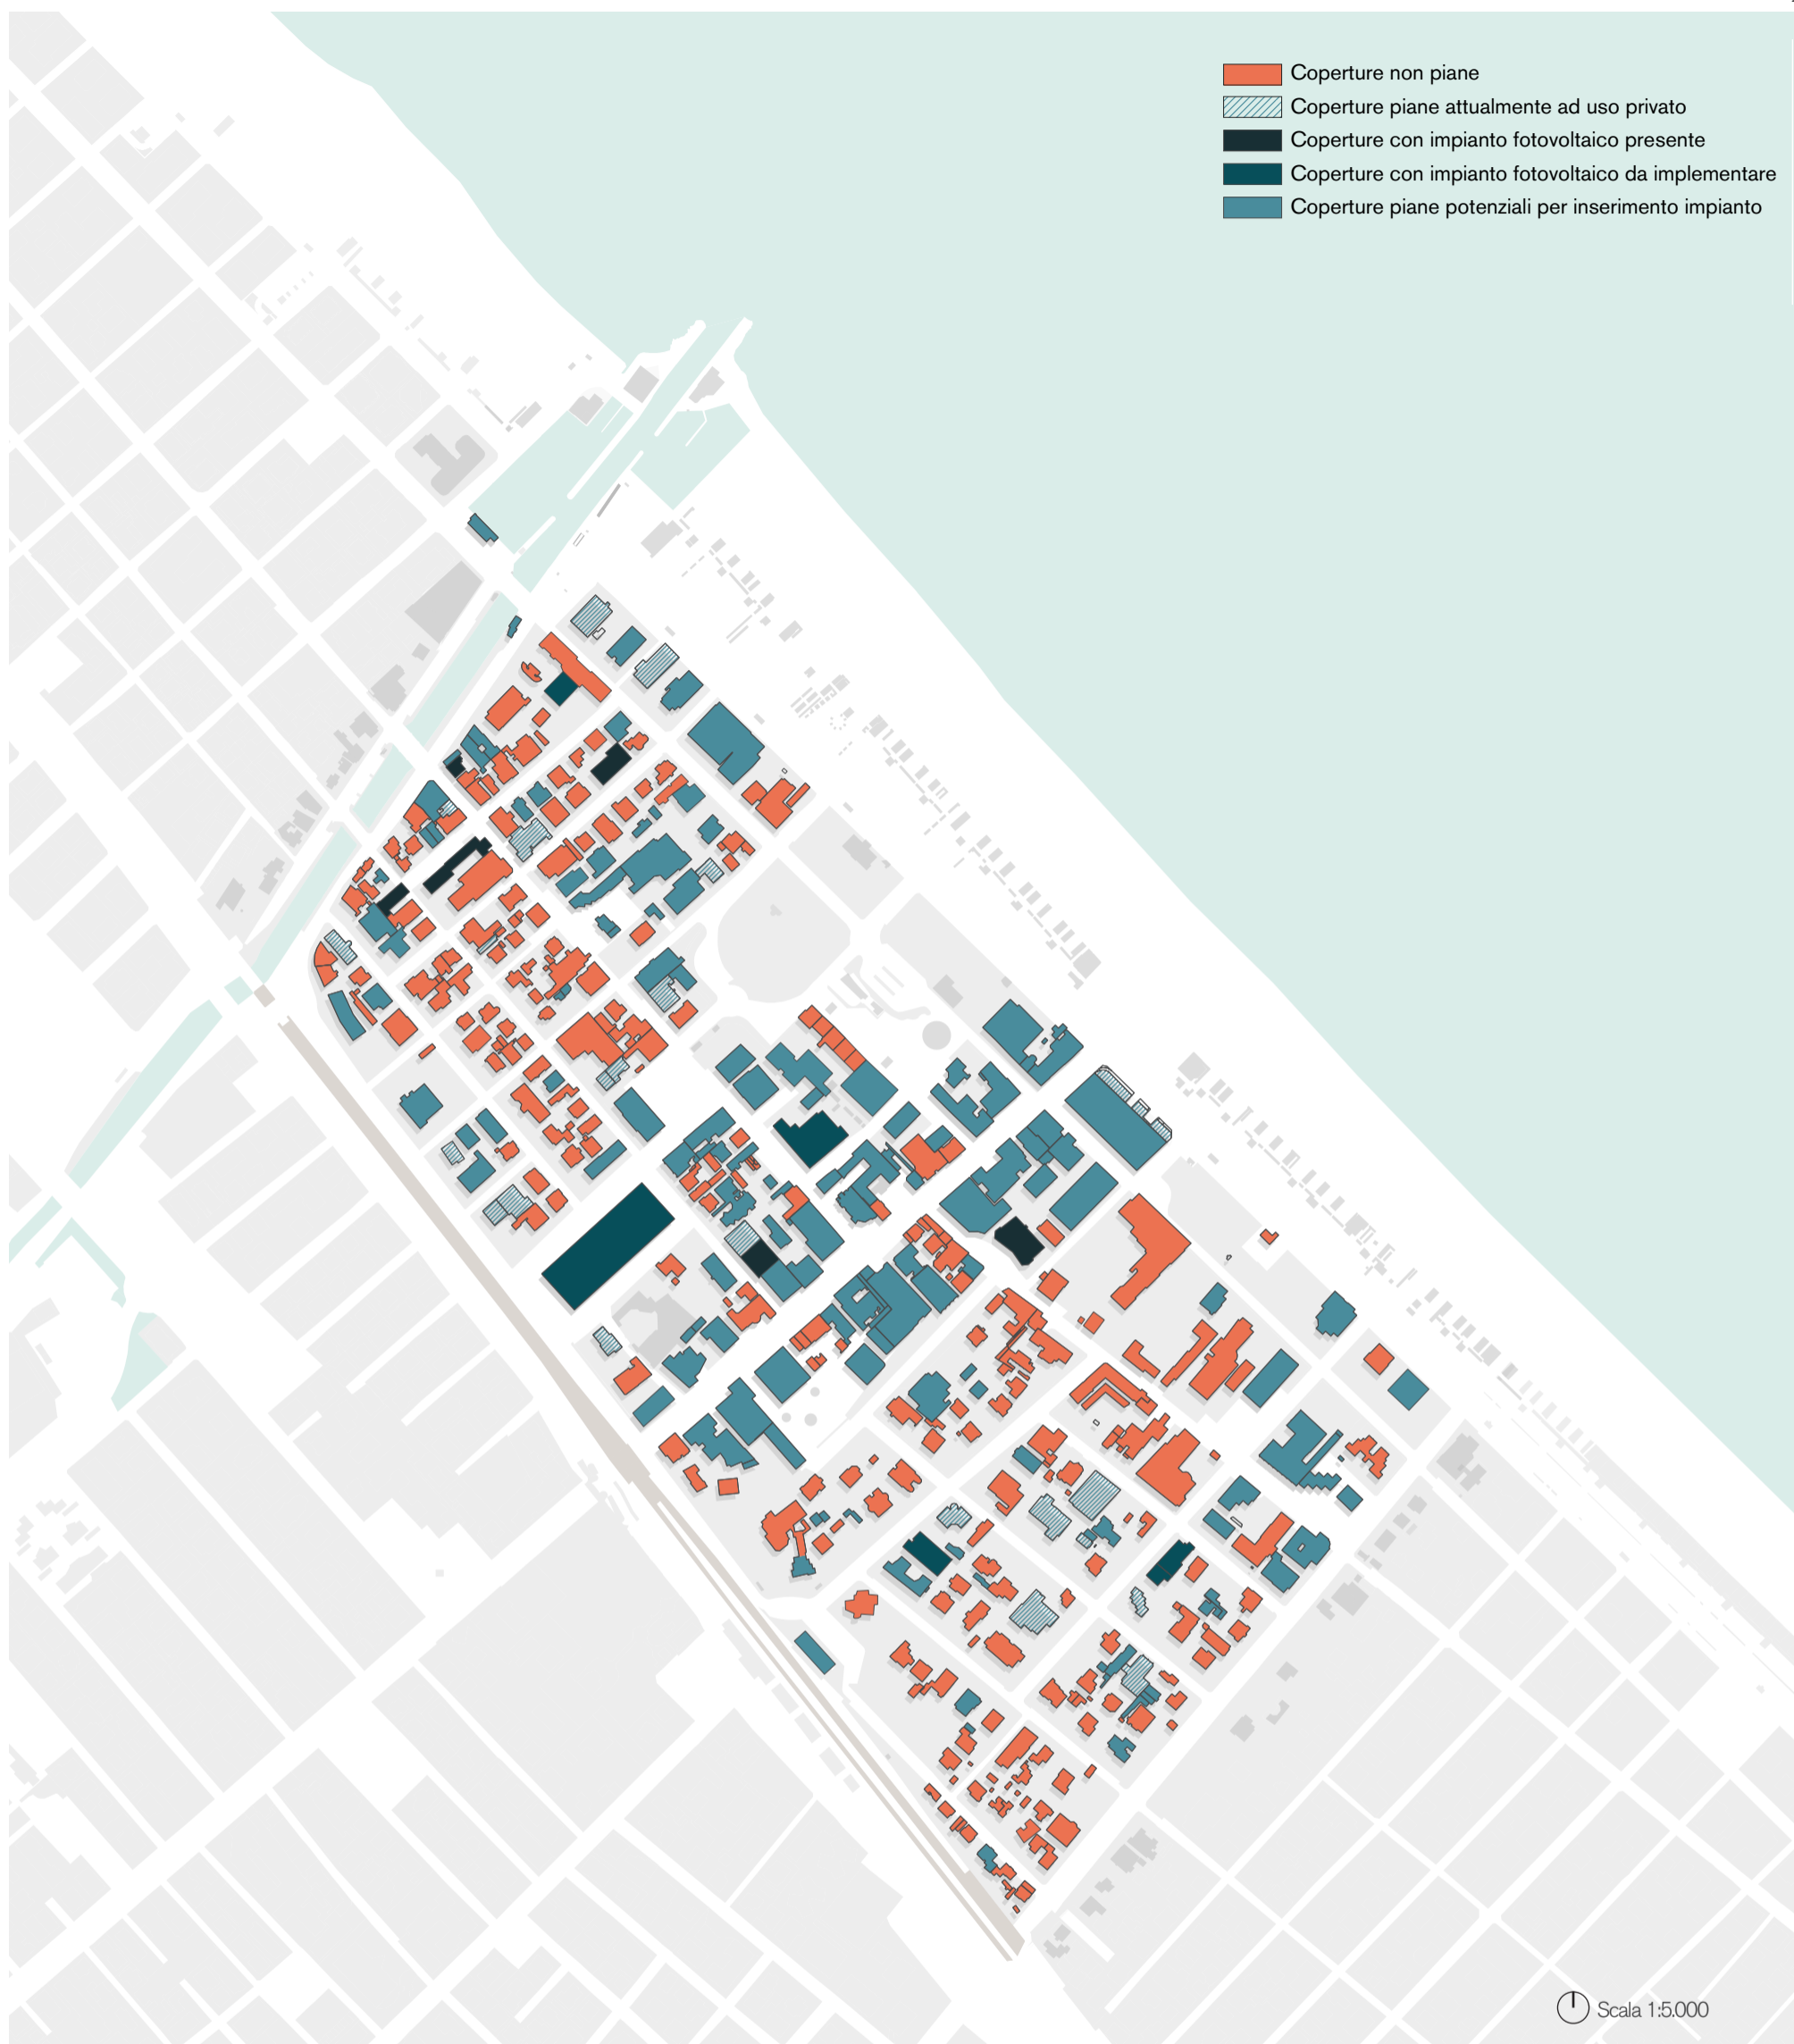 Coperture non piane
Coperture piane attualmente ad uso privato
Coperture con impianto fotovoltaico presente
Coperture con impianto fotovoltaico da implementare
Coperture piane potenziali per inserimento impianto
Scala 1:5.000